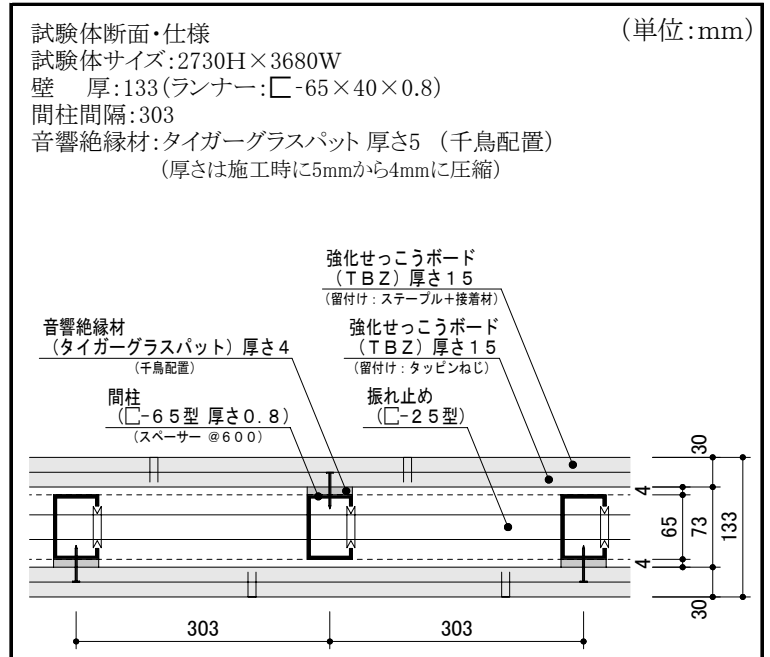 試験体断面・仕様
(単位:mm)
試験体サイズ:2730H×3680W
壁　厚:133(ランナー:⊏-65×40×0.8)
間柱間隔:303
音響絶縁材:タイガーグラスパット 厚さ5 (千鳥配置)
(厚さは施工時に5mmから4mmに圧縮)
強化せっこうボード
(TBZ)厚さ15
(留付け:ステープル+接着材)
音響絶縁材
(タイガーグラスパット)厚さ4
(千鳥配置)
強化せっこうボード
(TBZ)厚さ15
(留付け:タッピンねじ)
間柱
(⊏-65型 厚さ0.8)
(スペーサー @600)
振れ止め
(⊏-25型)
30
4
65
73
133
4
30
303
303